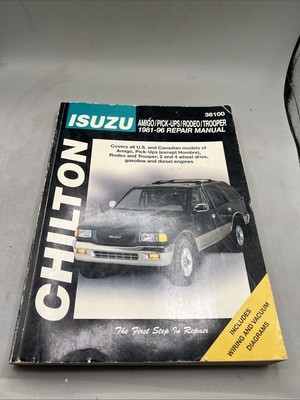 36100
ISUZU
AMIGO/PICK-UPS/RODEO/TROOPER
1981-96 REPAIR MANUAL
Covers all U.S. and Canadian models of
Amigo, Pick-Ups (except Hombre),
Rodeo and Trooper; 2 and 4 wheel drive,
gasoline and diesel engines
CHILTON
The First Step In Repair
INCLUDES
WIRING AND VACUUM
DIAGRAMS